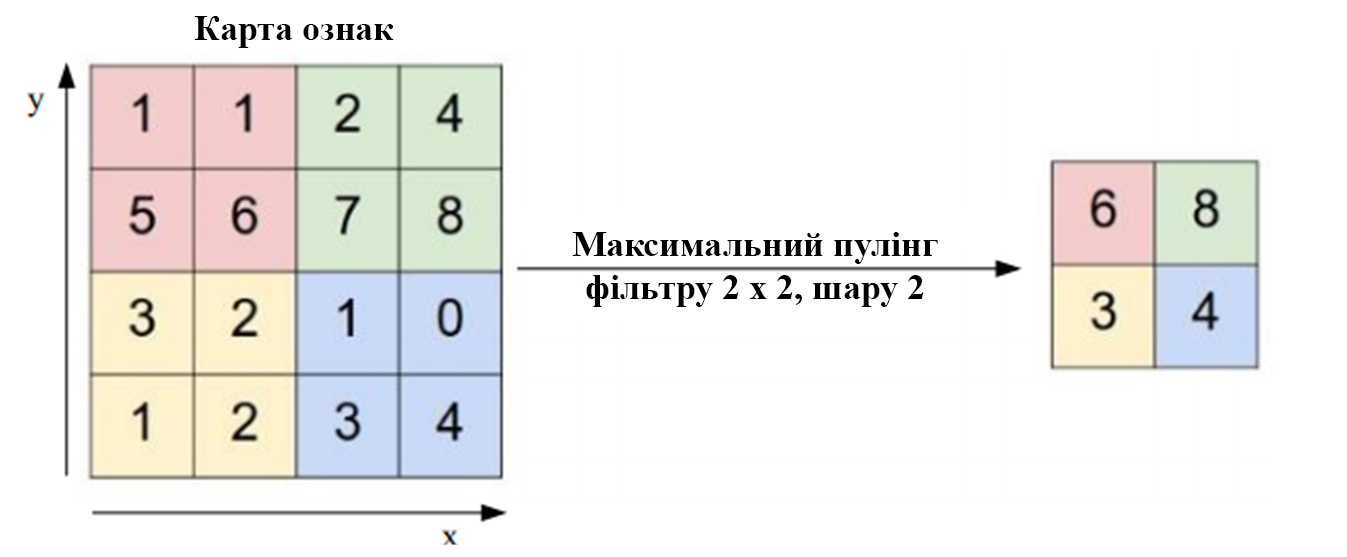 Карта ознак
y
1 1 2 4
5 6 7 8
3 2 1 0
1 2 3 4
x
Максимальний пулінг
фільтру 2 x 2, шару 2
6 8
3 4